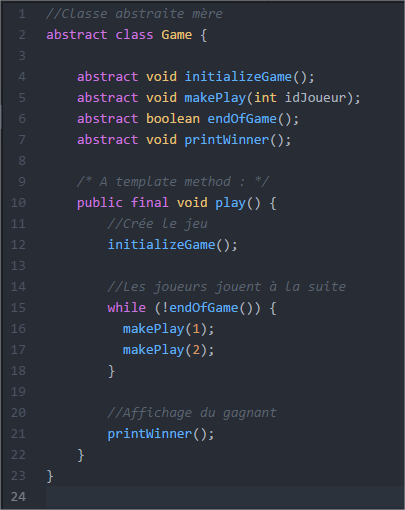 1 //Classe abstraite mère
2 abstract class Game {
3
4 abstract void initializeGame();
5 abstract void makePlay(int idJoueur);
6 abstract boolean endOfGame();
7 abstract void printWinner();
8
9 /* A template method : */
10 public final void play() {
11 //Crée le jeu
12 initializeGame();
13
14 //Les joueurs jouent à la suite
15 while (!endOfGame()) {
16 makePlay(1);
17 makePlay(2);
18 }
19
20 //Affichage du gagnant
21 printWinner();
22 }
23 }
24